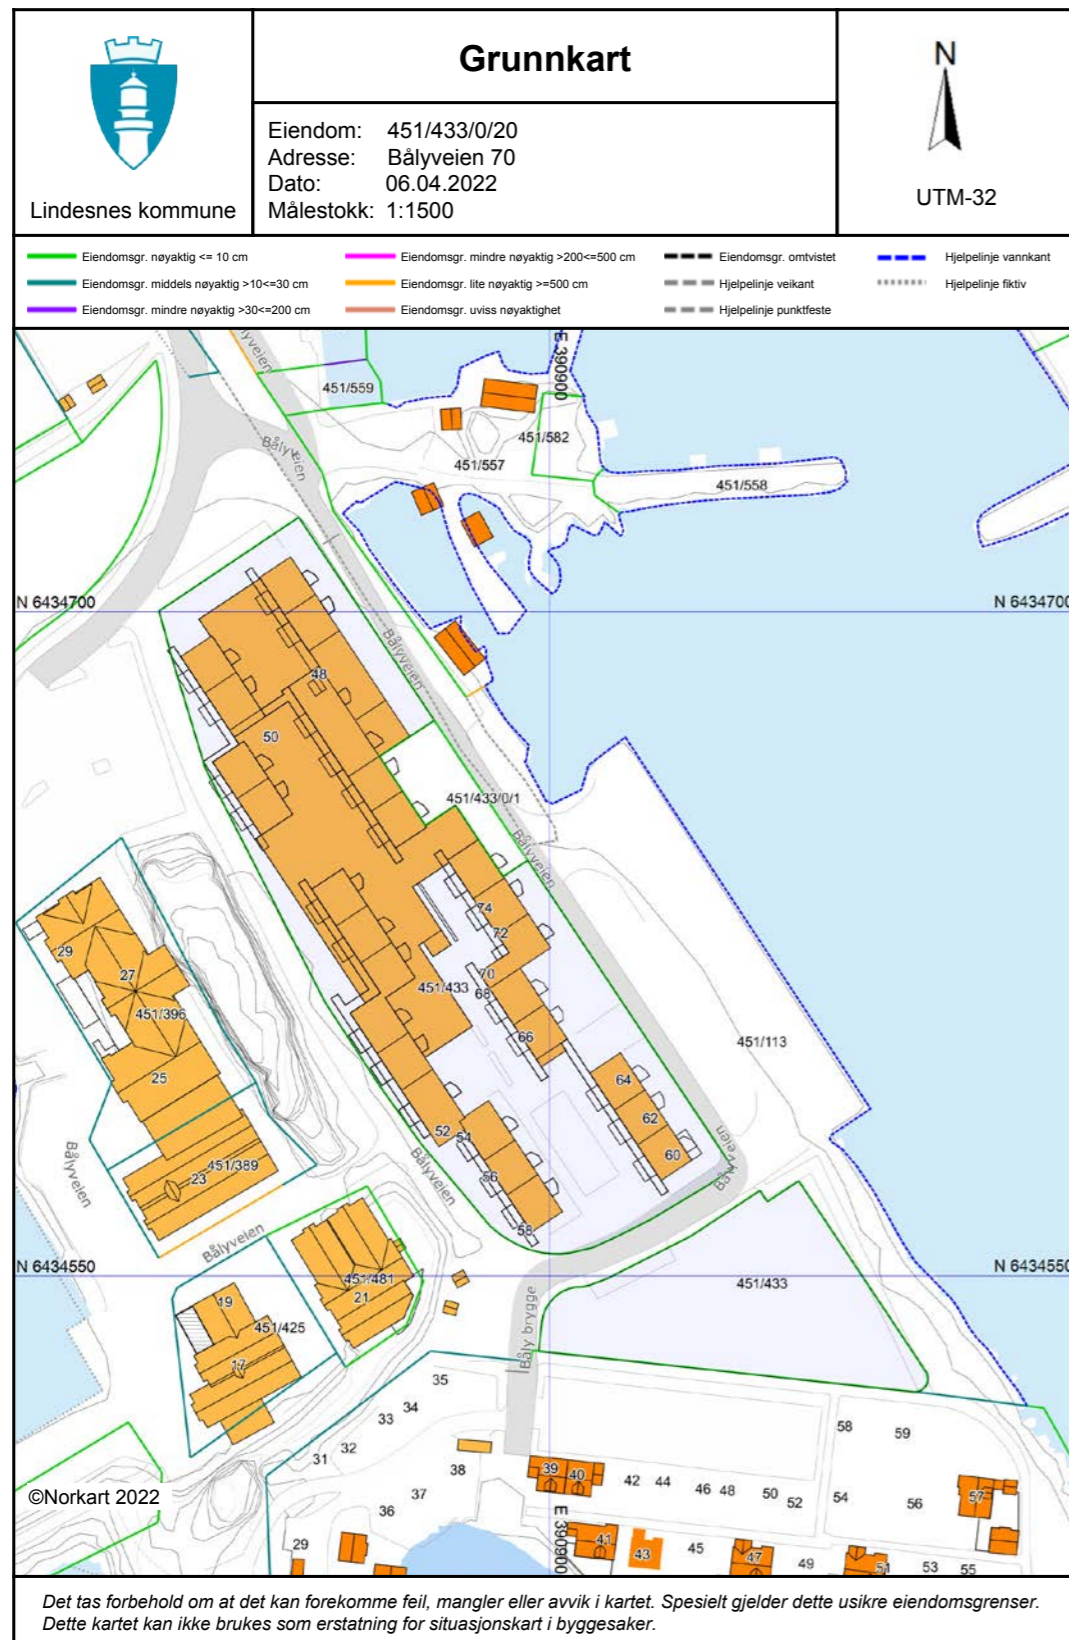 Grunnkart
Eiendom: 451/433/0/20
Adresse: Bålyveien 70
Dato: 06.04.2022
Målestokk: 1:1500
Lindesnes kommune
N
UTM-32
Eiendomsgr. nøyaktig <= 10 cm
Eiendomsgr. middels nøyaktig >10<=30 cm
Eiendomsgr. mindre nøyaktig >30<=200 cm
Eiendomsgr. mindre nøyaktig >200<=500 cm
Eiendomsgr. lite nøyaktig >=500 cm
Eiendomsgr. uviss nøyaktighet
Eiendomsgr. omtvistet
Hjelpelinje veikant
Hjelpelinje punktfeste
Hjelpelinje vannkant
Hjelpelinje fiktiv
Bålyveien
E 390900
451/559
451/582
Bålyveien
451/557
451/558
N 6434700
N 6434700
Bålyveien
48
50
451/433/0/1
Bålyveien
74
72
29
27
70
68
451/433
451/396
66
451/113
25
64
62
52
54
60
Bålyveien
Bålyveien
Bålyveien
451/389
23
56
58
Bålyveien
N 6434550
N 6434550
451/481
451/433
19
21
451/425
Båly brygge
17
35
34
33
32
31
58
59
38
39
40
42
44
46
48
50
52
54
56
57
37
36
©Norkart 2022
E 390900
29
41
43
45
47
49
51
53
55
Det tas forbehold om at det kan forekomme feil, mangler eller avvik i kartet. Spesielt gjelder dette usikre eiendomsgrenser.
Dette kartet kan ikke brukes som erstatning for situasjonskart i byggesaker.